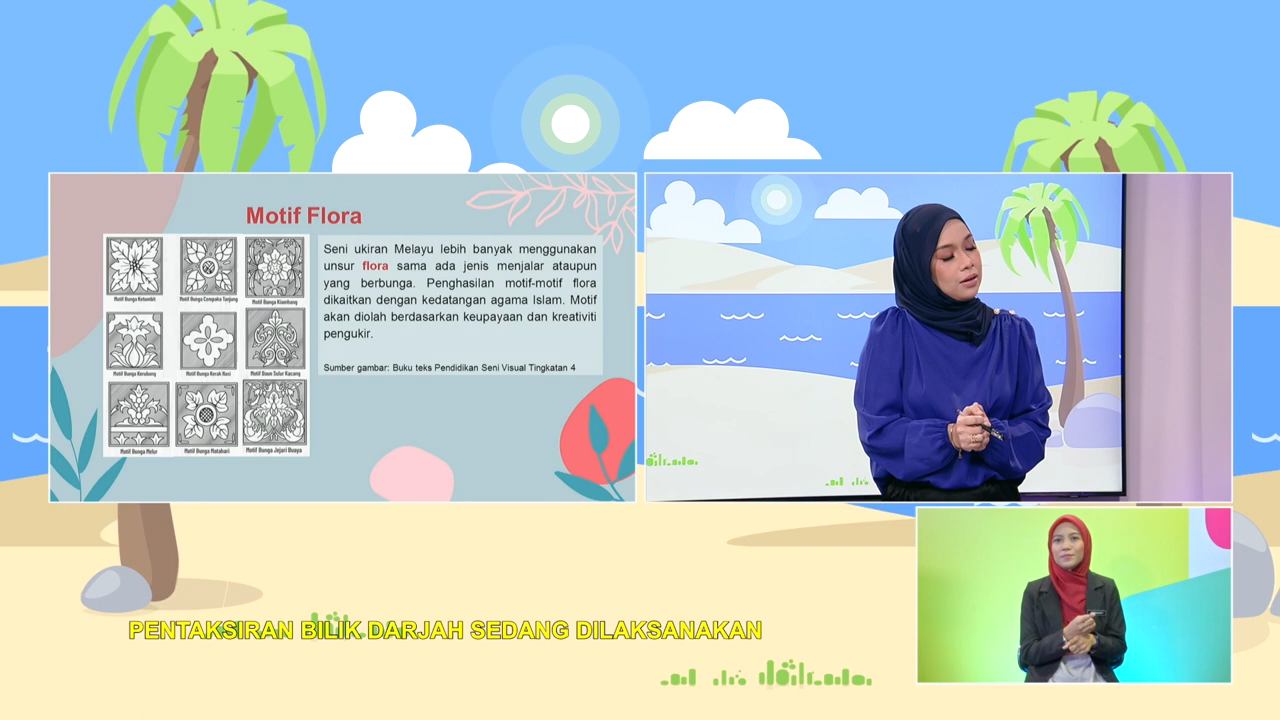 Motif Flora
Seni ukiran Melayu lebih banyak menggunakan
unsur flora sama ada jenis menjalar ataupun
yang berbunga. Penghasilan motif-motif flora
dikaitkan dengan kedatangan agama Islam. Motif
akan diolah berdasarkan keupayaan dan kreativiti
pengukir.
Sumber gambar: Buku teks Pendidikan Seni Visual Tingkatan 4
Motif Bunga Ketumbit
Motif Bunga Cempaka Tanjung
Motif Bunga Kiambang
Motif Bunga Kerubung
Motif Bunga Kerak Nasi
Motif Daun Sulur Kacang
Motif Bunga Melur
Motif Bunga Matahari
Motif Bunga Jejari Buaya
PENTAKSIRAN BILIK DARJAH SEDANG DILAKSANAKAN